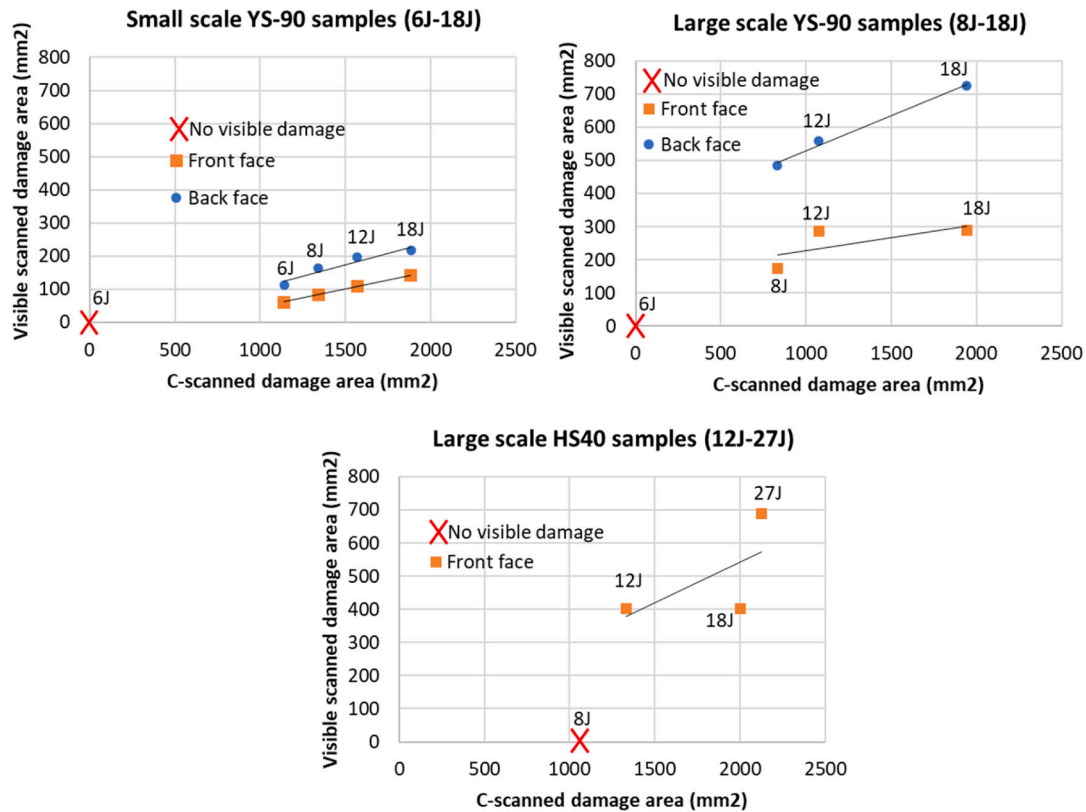 Small scale YS-90 samples (6J-18J)
Visible scanned damage area (mm2)
800
700
600
500
400
300
200
100
0
No visible damage
Front face
Back face
6J
8J
12J
18J
6J
0 500 1000 1500 2000 2500
C-scanned damage area (mm2)
Large scale YS-90 samples (8J-18J)
Visible scanned damage area (mm2)
800
700
600
500
400
300
200
100
0
No visible damage
Front face
Back face
18J
12J
12J
18J
8J
6J
0 500 1000 1500 2000 2500
C-scanned damage area (mm2)
Large scale HS40 samples (12J-27J)
Visible scanned damage area (mm2)
800
700
600
500
400
300
200
100
0
No visible damage
Front face
27J
12J
18J
8J
0 500 1000 1500 2000 2500
C-scanned damage area (mm2)